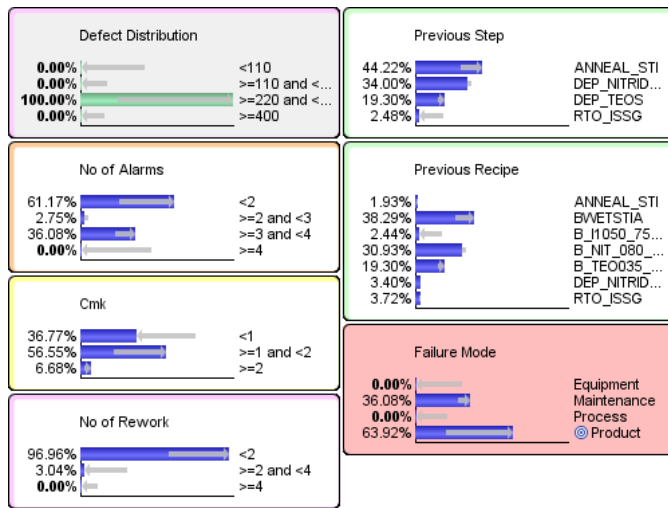 Defect Distribution
0.00% <110
0.00% >=110 and <...
100.00% >=220 and <...
0.00% >=400
No of Alarms
61.17% <2
2.75% >=2 and <3
36.08% >=3 and <4
0.00% >=4
Cmk
36.77% <1
56.55% >=1 and <2
6.68% >=2
No of Rework
96.96% <2
3.04% >=2 and <4
0.00% >=4
Previous Step
44.22% ANNEAL_STI
34.00% DEP_NITRID...
19.30% DEP_TEOS
2.48% RTO_ISSG
Previous Recipe
1.93% ANNEAL_STI
38.29% BWETSTIA
2.44% B_I1050_75...
30.93% B_NIT_080_...
19.30% B_TEO035_...
3.40% DEP_NITRID...
3.72% RTO_ISSG
Failure Mode
0.00% Equipment
36.08% Maintenance
0.00% Process
63.92% Product